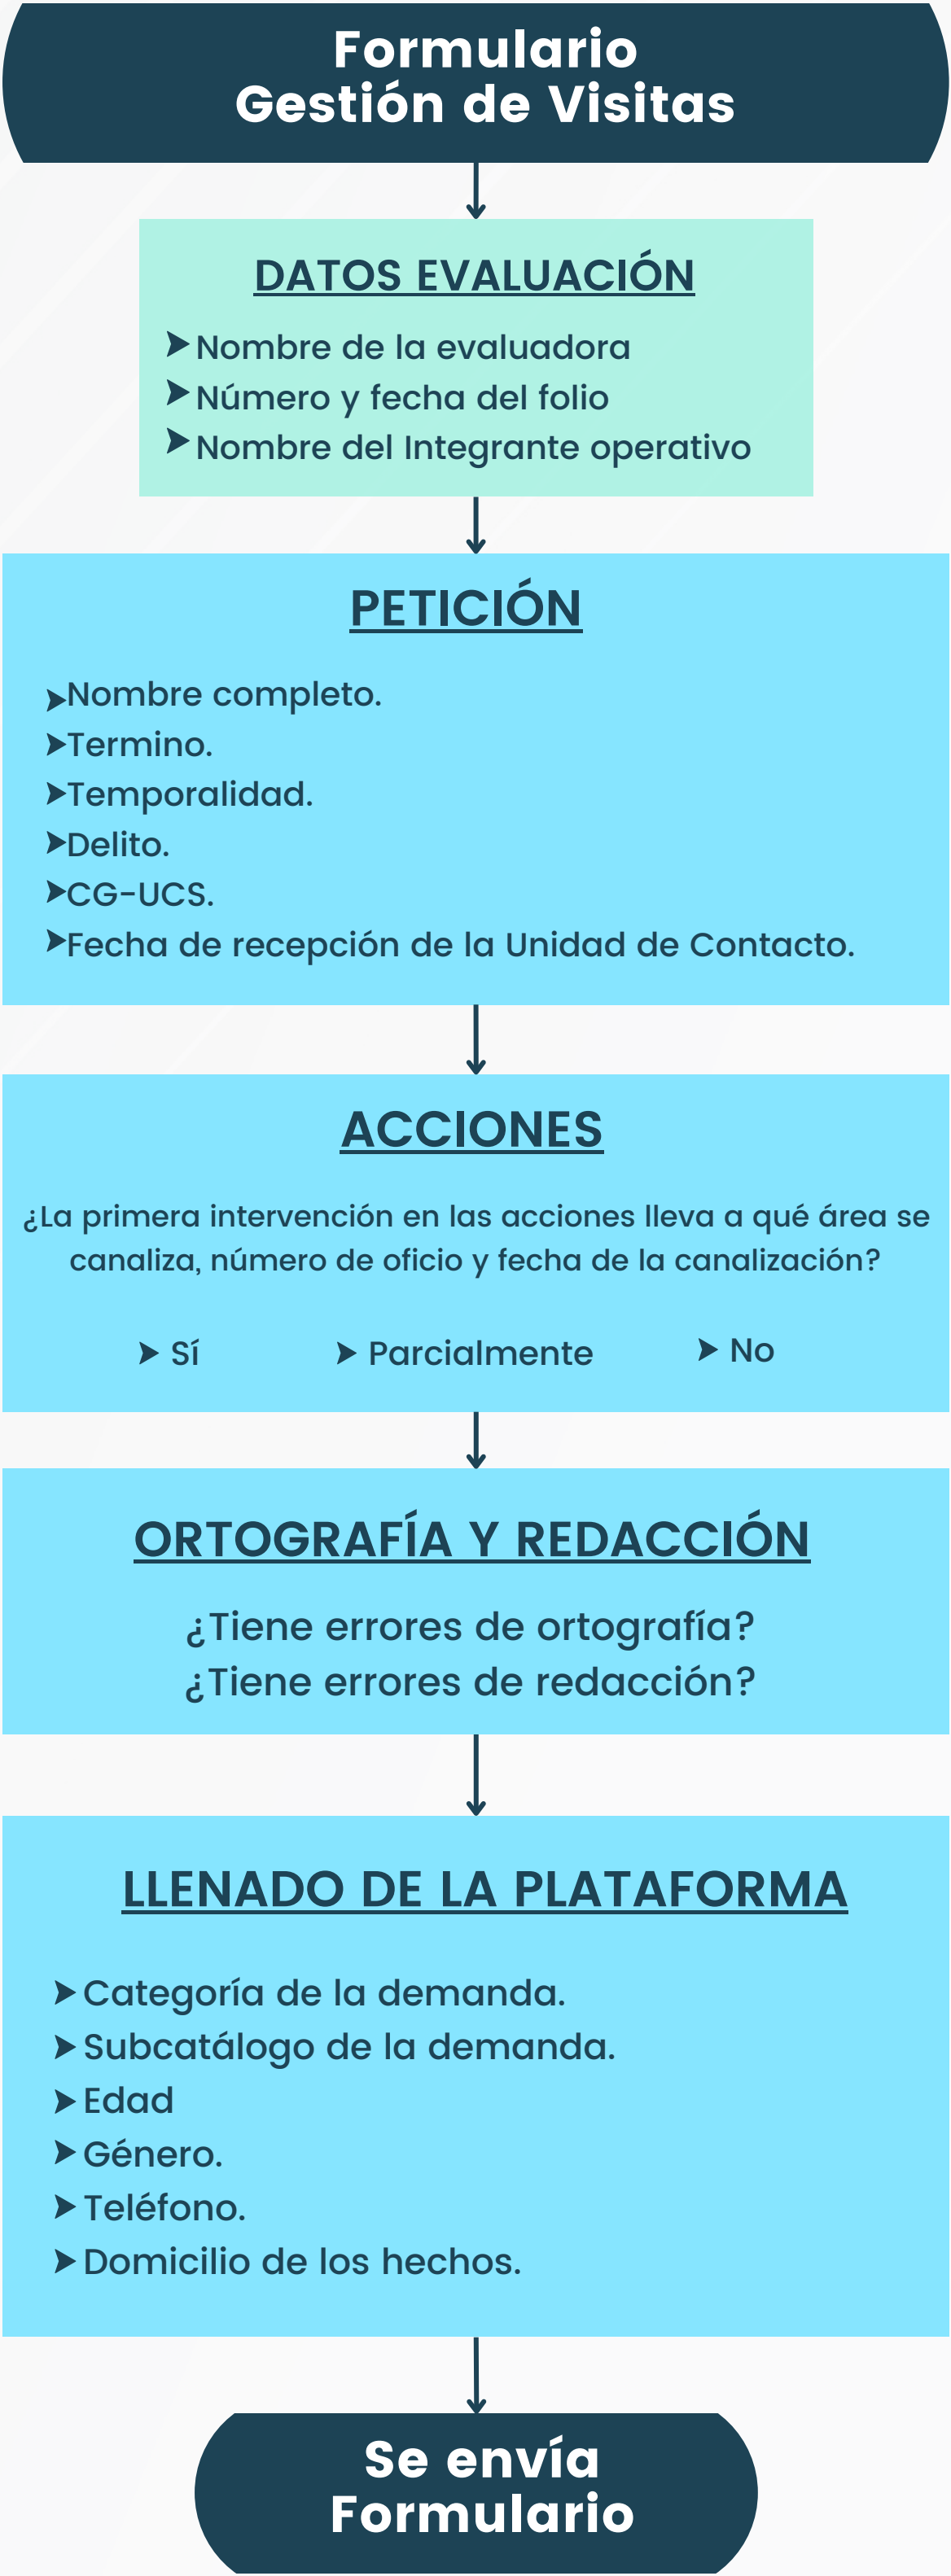 Formulario
Gestión de Visitas
DATOS EVALUACIÓN
Nombre de la evaluadora
Número y fecha del folio
Nombre del Integrante operativo
PETICIÓN
Nombre completo.
Termino.
Temporalidad.
Delito.
CG-UCS.
Fecha de recepción de la Unidad de Contacto.
ACCIONES
¿La primera intervención en las acciones lleva a qué área se
canaliza, número de oficio y fecha de la canalización?
Sí Parcialmente No
ORTOGRAFÍA Y REDACCIÓN
¿Tiene errores de ortografía?
¿Tiene errores de redacción?
LLENADO DE LA PLATAFORMA
Categoría de la demanda.
Subcatálogo de la demanda.
Edad
Género.
Teléfono.
Domicilio de los hechos.
Se envía
Formulario